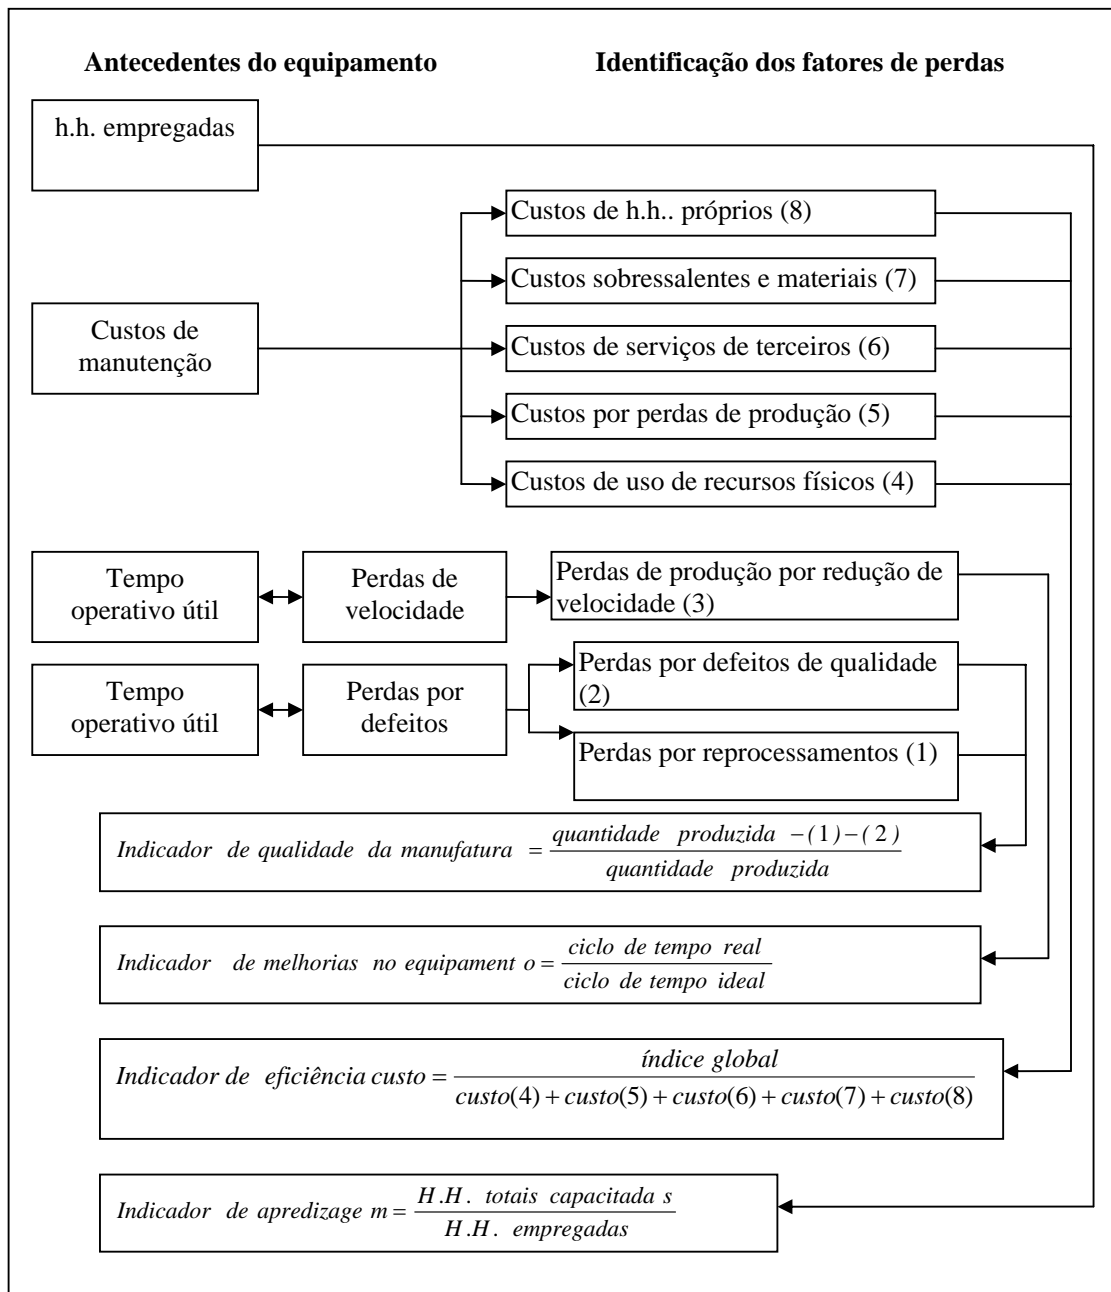 Antecedentes do equipamento
Identificação dos fatores de perdas
h.h. empregadas
Custos de h.h.. próprios (8)
Custos sobressalentes e materiais (7)
Custos de
manutenção
Custos de serviços de terceiros (6)
Custos por perdas de produção (5)
Custos de uso de recursos físicos (4)
Tempo
operativo útil
Perdas de
velocidade
Perdas de produção por redução de
velocidade (3)
Tempo
operativo útil
Perdas por
defeitos
Perdas por defeitos de qualidade
(2)
Perdas por reprocessamentos (1)
Indicador de qualidade da manufatura = quantidade produzida −(1)−(2)
quantidade produzida
Indicador de melhorias no equipament o = ciclo de tempo real
ciclo de tempo ideal
Indicador de eficiência custo = índice global
custo(4) + custo(5) + custo(6) + custo(7) + custo(8)
Indicador de apredizage m = H.H. totais capacitada s
H.H. empregadas